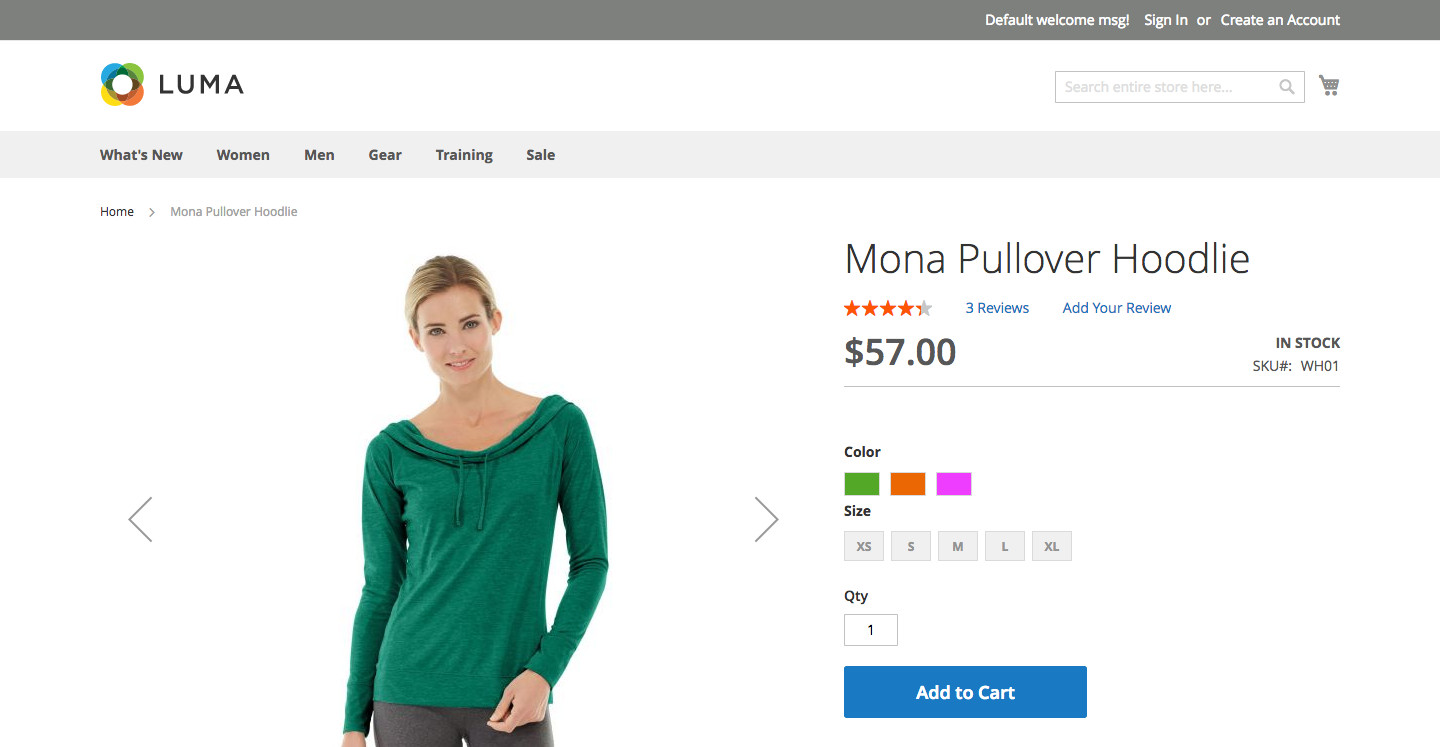 Default welcome msg! Sign In or Create an Account
LUMA
Search entire store here...
What's New Women Men Gear Training Sale
Home > Mona Pullover Hoodlie
Mona Pullover Hoodlie
3 Reviews Add Your Review
$57.00
IN STOCK
SKU#: WH01
Color
Size
XS S M L XL
Qty
1
Add to Cart